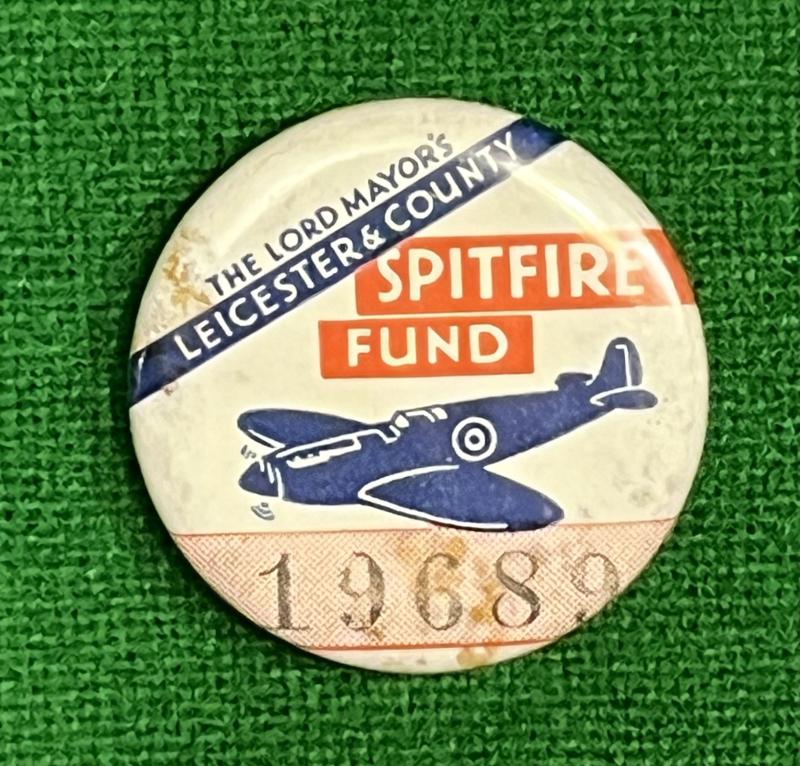 THE LORD MAYOR'S
LEICESTER & COUNTY
SPITFIRE
FUND
19689